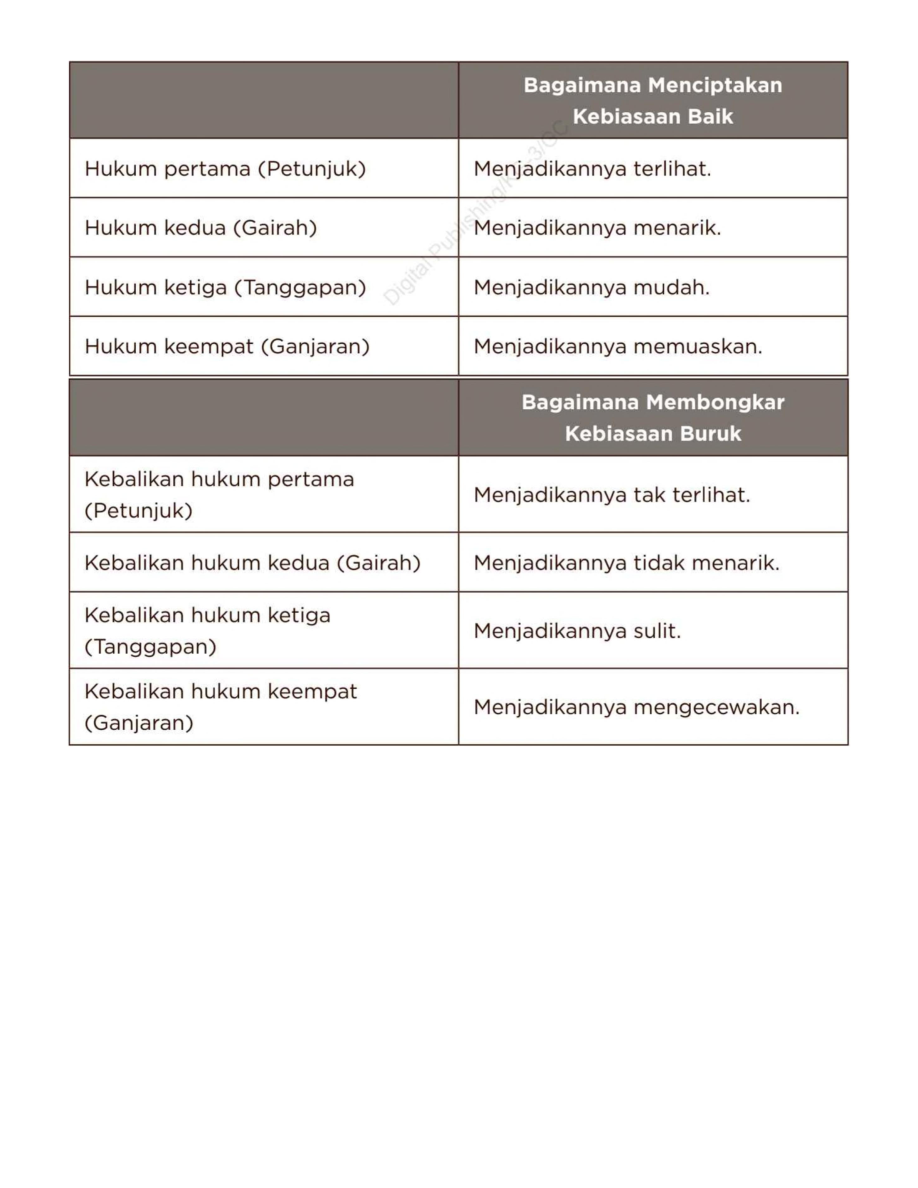 Bagaimana Menciptakan
Kebiasaan Baik
Hukum pertama (Petunjuk)
Menjadikannya terlihat.
Hukum kedua (Gairah)
Menjadikannya menarik.
Hukum ketiga (Tanggapan)
Menjadikannya mudah.
Hukum keempat (Ganjaran)
Menjadikannya memuaskan.
Bagaimana Membongkar
Kebiasaan Buruk
Kebalikan hukum pertama
(Petunjuk)
Menjadikannya tak terlihat.
Kebalikan hukum kedua (Gairah)
Menjadikannya tidak menarik.
Kebalikan hukum ketiga
(Tanggapan)
Menjadikannya sulit.
Kebalikan hukum keempat
(Ganjaran)
Menjadikannya mengecewakan.
Digital Publishing